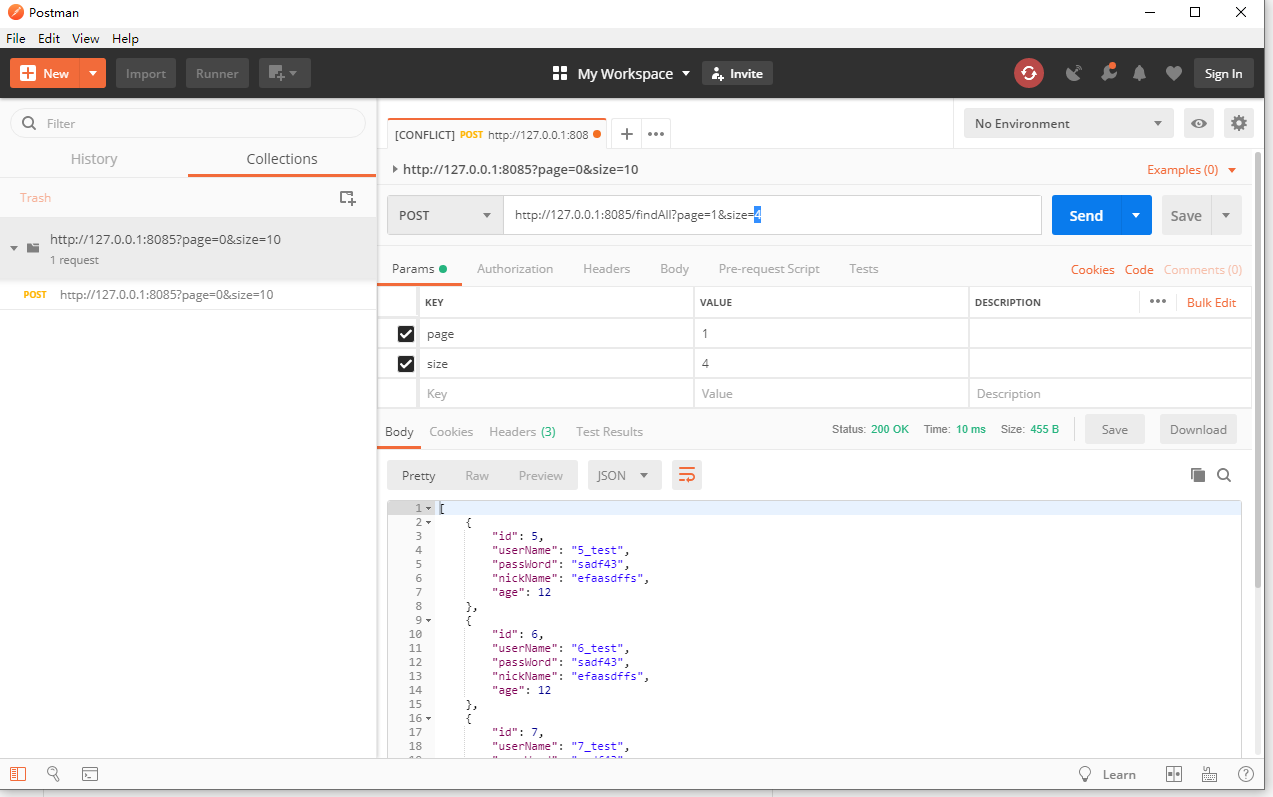 Postman
File Edit View Help
New Import Runner My Workspace Invite Sign In
Filter
History Collections
Trash
http://127.0.0.1:8085?page=0&size=10
1 request
POST http://127.0.0.1:8085?page=0&size=10
[CONFLICT] POST http://127.0.0.1:808 + •••
No Environment
http://127.0.0.1:8085?page=0&size=10 Examples (0)
POST http://127.0.0.1:8085/findAll?page=1&size=4 Send Save
Params Authorization Headers Body Pre-request Script Tests Cookies Code Comments (0)
KEY VALUE DESCRIPTION ••• Bulk Edit
page 1
size 4
Key Value Description
Body Cookies Headers (3) Test Results Status: 200 OK Time: 10 ms Size: 455 B Save Download
Pretty Raw Preview JSON
1 [
2 {
3 "id": 5,
4 "userName": "5_test",
5 "passWord": "sadf43",
6 "nickName": "efaasdffs",
7 "age": 12
8 },
9 {
10 "id": 6,
11 "userName": "6_test",
12 "passWord": "sadf43",
13 "nickName": "efaasdffs",
14 "age": 12
15 },
16 {
17 "id": 7,
18 "userName": "7_test",
Learn ?